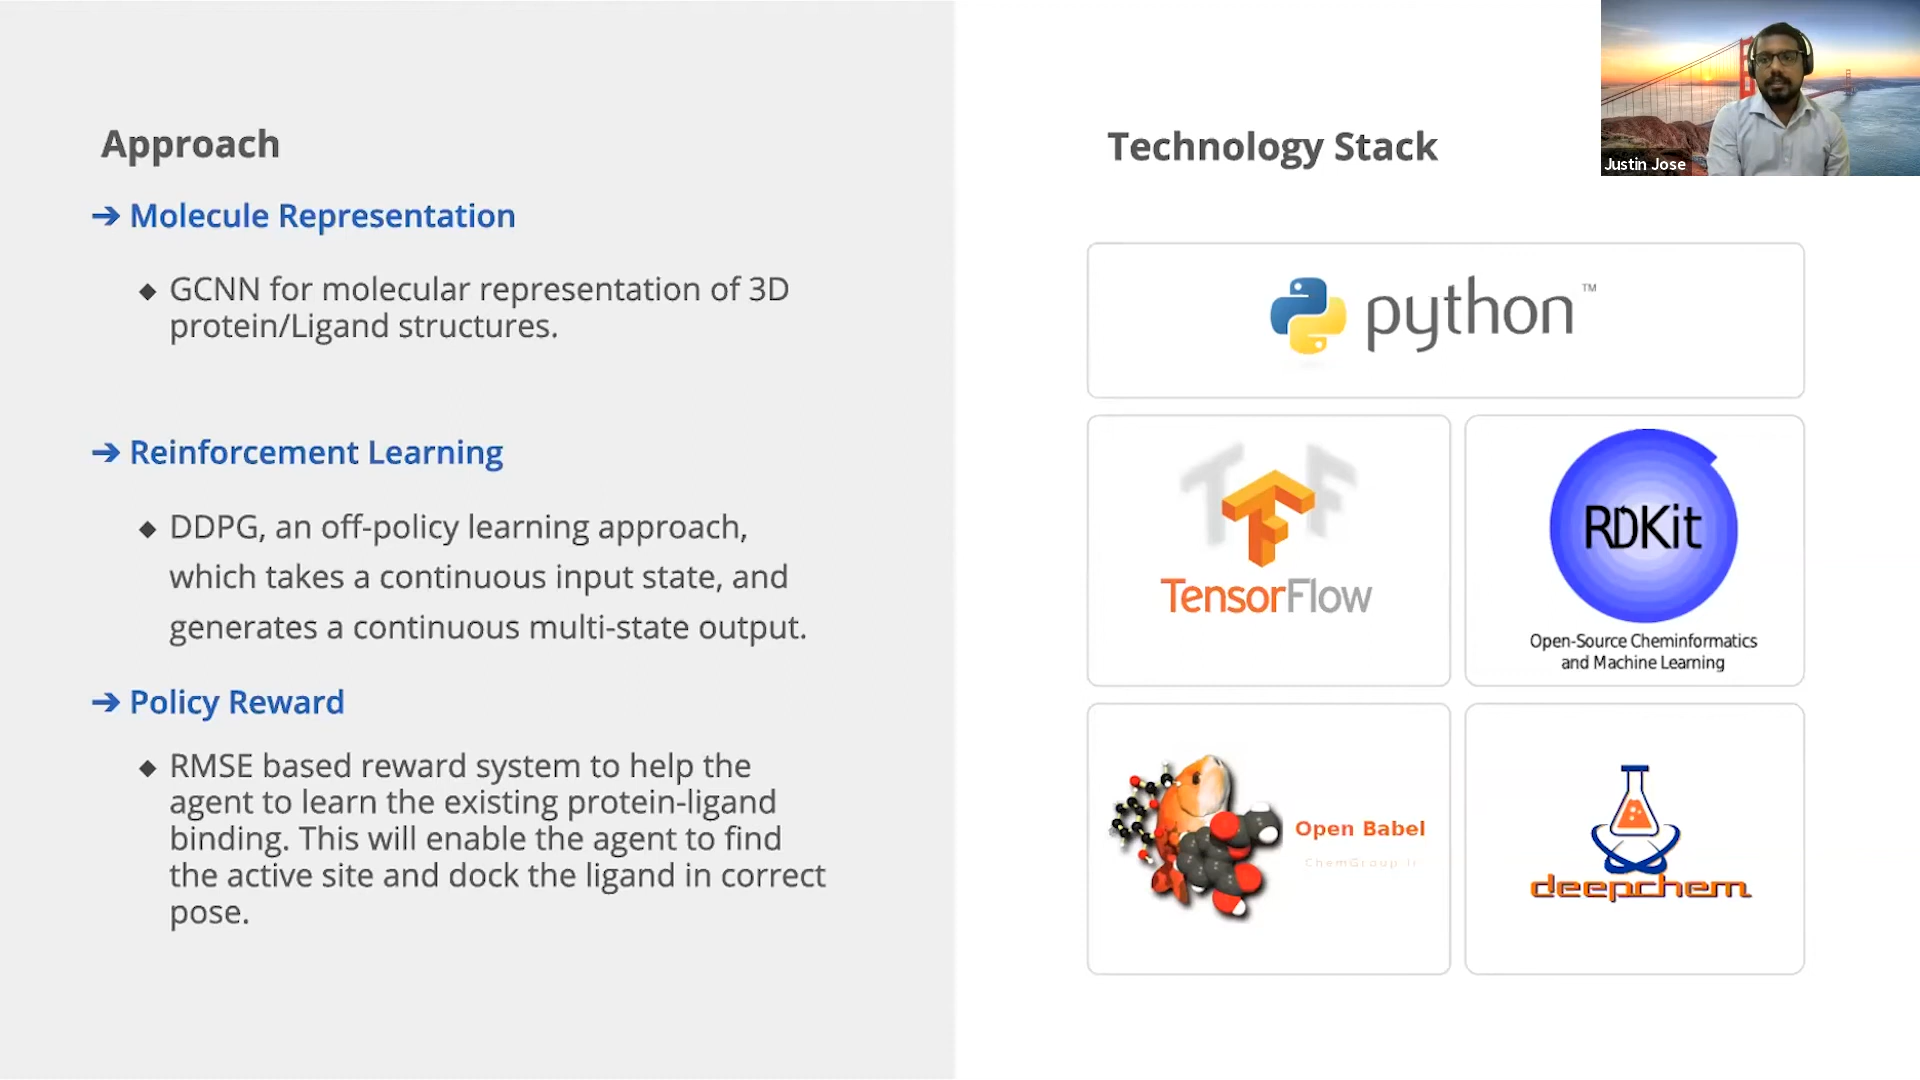 Approach
➔ Molecule Representation
◆ GCNN for molecular representation of 3D
protein/Ligand structures.
➔ Reinforcement Learning
◆ DDPG, an off-policy learning approach,
which takes a continuous input state, and
generates a continuous multi-state output.
➔ Policy Reward
◆ RMSE based reward system to help the
agent to learn the existing protein-ligand
binding. This will enable the agent to find
the active site and dock the ligand in correct
pose.
Technology Stack
python™
TF
TensorFlow
RDKit
Open-Source Cheminformatics
and Machine Learning
Open Babel
ChemGroup
deepchem
Justin Jose